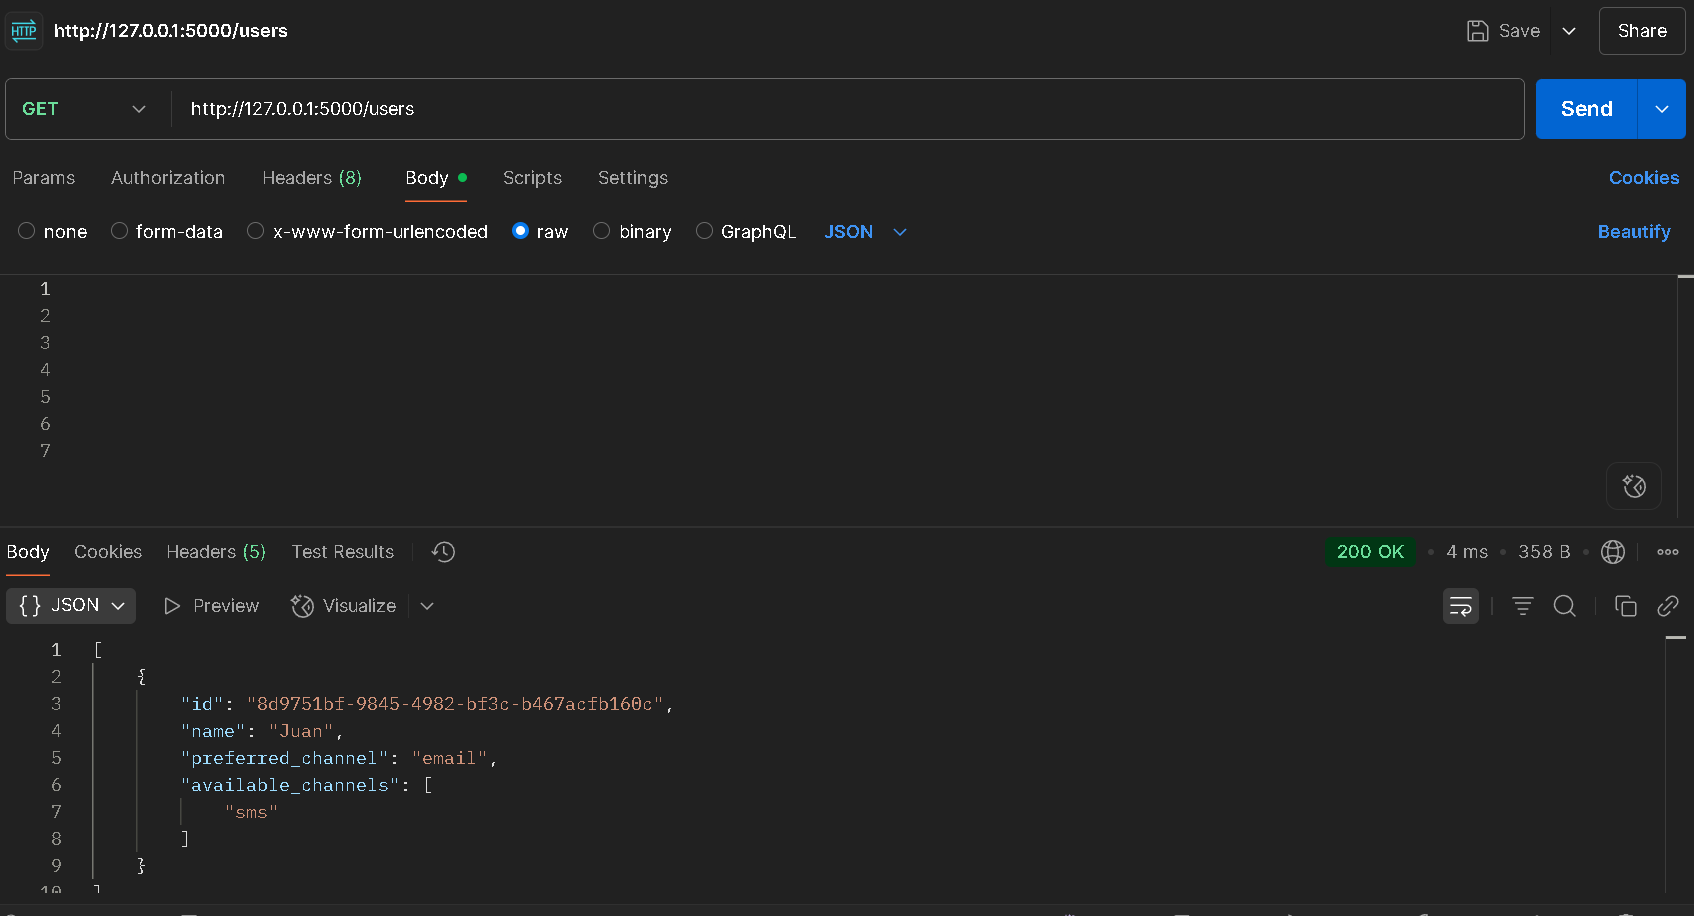 HTTP http://127.0.0.1:5000/users Save Share
GET http://127.0.0.1:5000/users Send
Params Authorization Headers (8) Body Scripts Settings Cookies
none form-data x-www-form-urlencoded raw binary GraphQL JSON Beautify
1
2
3
4
5
6
7
Body Cookies Headers (5) Test Results 200 OK • 4 ms • 358 B •
{} JSON Preview Visualize
1 [
2 {
3 "id": "8d9751bf-9845-4982-bf3c-b467acfb160c",
4 "name": "Juan",
5 "preferred_channel": "email",
6 "available_channels": [
7 "sms"
8 ]
9 }
10 ]